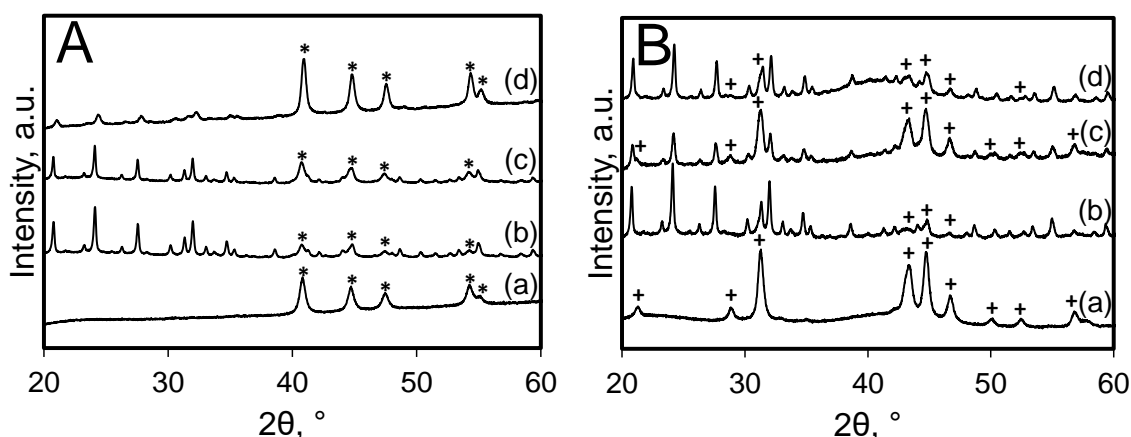 A
* * * * *
(d)
* * * *
(c)
* * * *
(b)
* * * * *
(a)
Intensity, a.u.
20 30 40 50 60
2θ, °
B
+ + + + + +
(d)
+ + + + + + + + +
(c)
+ + +
(b)
+ + + + + + + + +
(a)
Intensity, a.u.
20 30 40 50 60
2θ, °